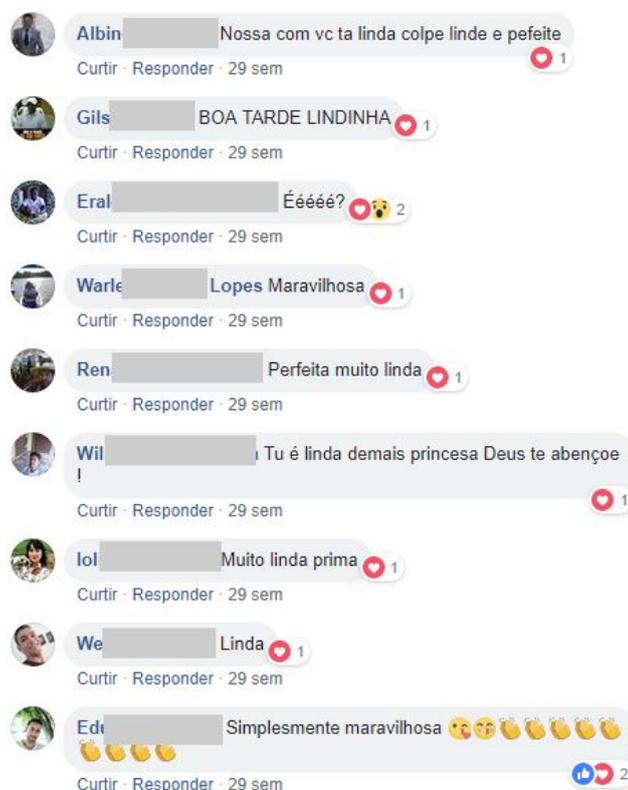 Albin Nossa com vc ta linda colpe linde e pefeite
1
Curtir · Responder · 29 sem
Gils BOA TARDE LINDINHA
1
Curtir · Responder · 29 sem
Eral Ééééé?
2
Curtir · Responder · 29 sem
Warle Lopes Maravilhosa
1
Curtir · Responder · 29 sem
Ren Perfeita muito linda
1
Curtir · Responder · 29 sem
Wil Tu é linda demais princesa Deus te abençoe
!
1
Curtir · Responder · 29 sem
Iol Muito linda prima
1
Curtir · Responder · 29 sem
We Linda
1
Curtir · Responder · 29 sem
Edu Simplesmente maravilhosa 😘😙👏👏👏👏👏
👏👏👏👏
2
Curtir · Responder · 29 sem